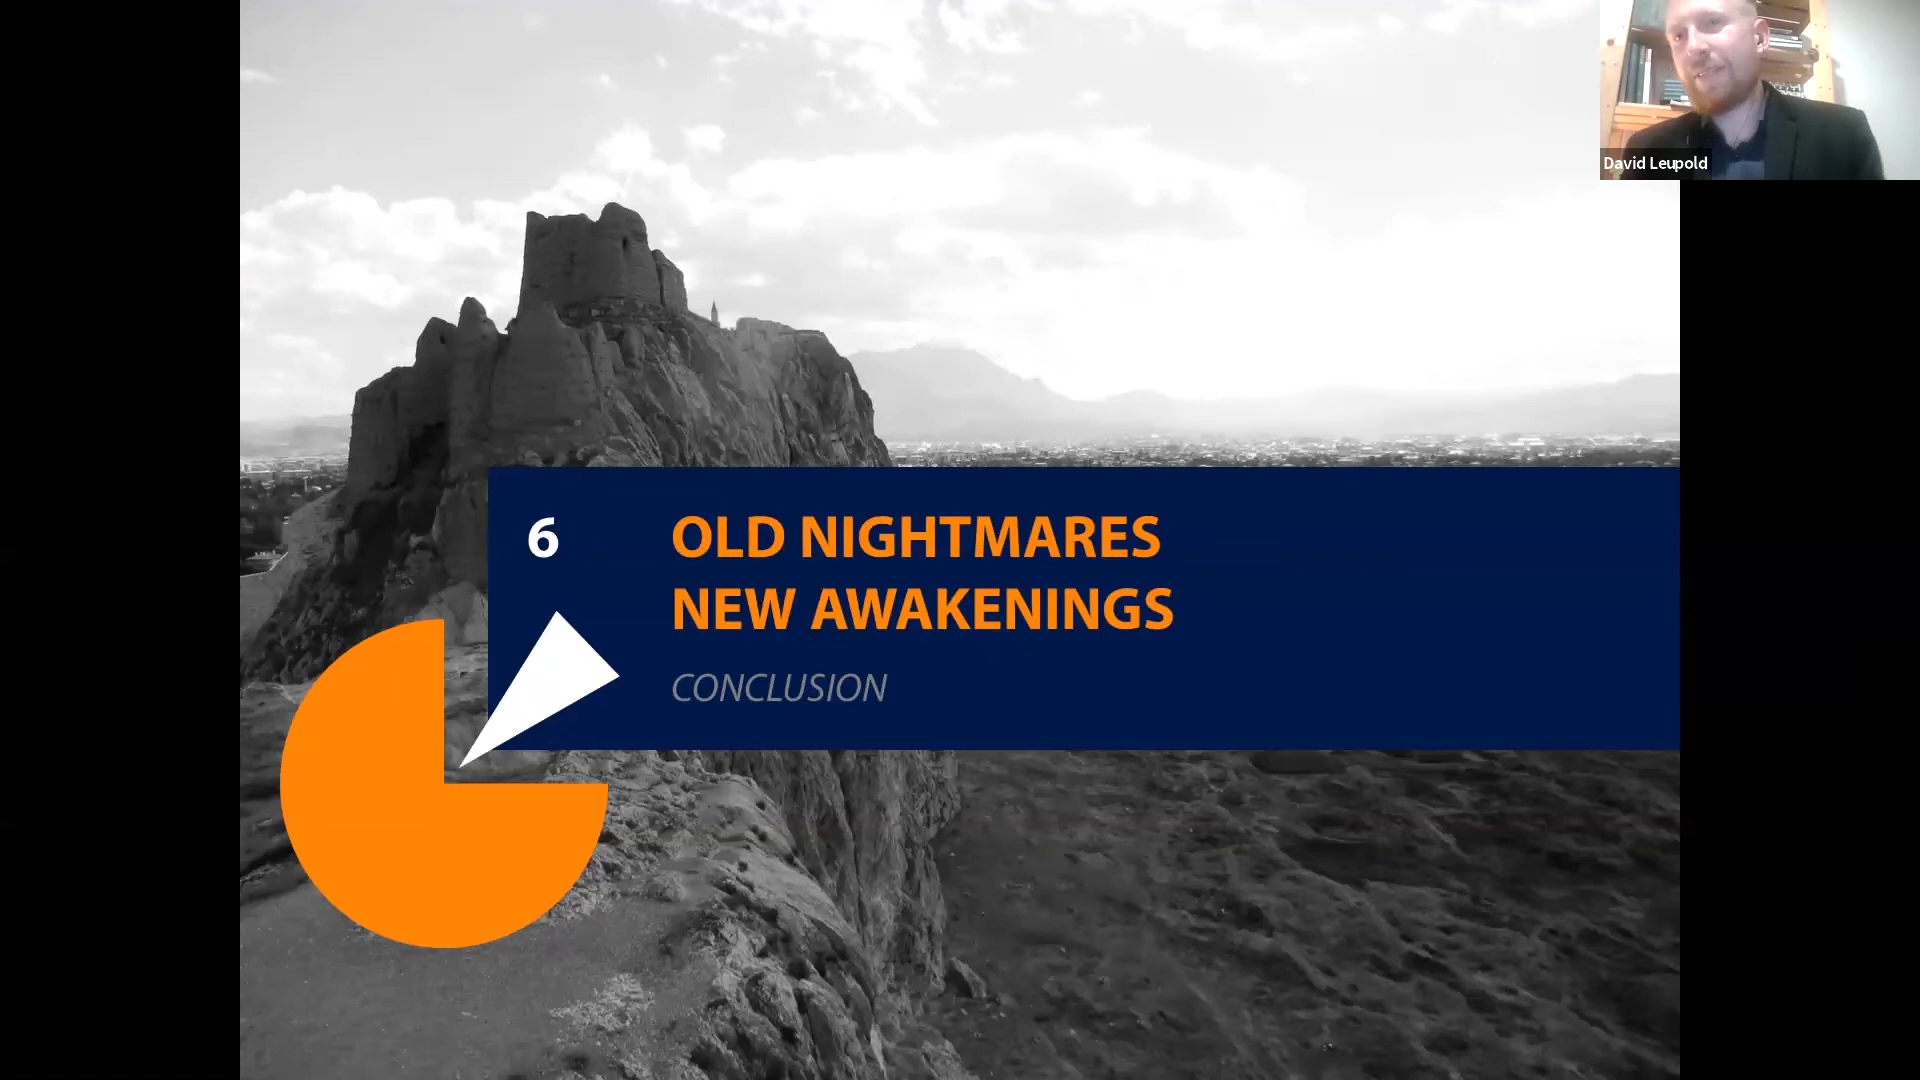 David Leupold
6
OLD NIGHTMARES
NEW AWAKENINGS
CONCLUSION